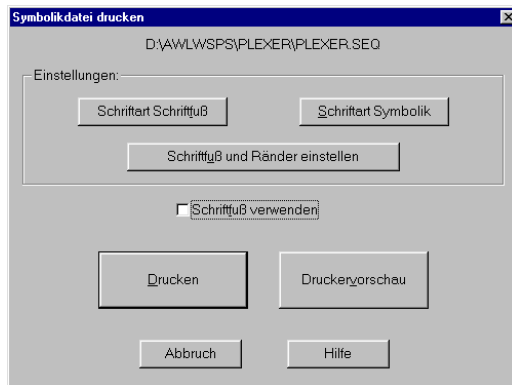 Symbolikdatei drucken
D:\AWLWSPS\PLEXER\PLEXER.SEQ
Einstellungen:
Schriftart Schriftfuß
Schriftart Symbolik
Schriftfuß und Ränder einstellen
Schriftfuß verwenden
Drucken
Druckervorschau
Abbruch
Hilfe